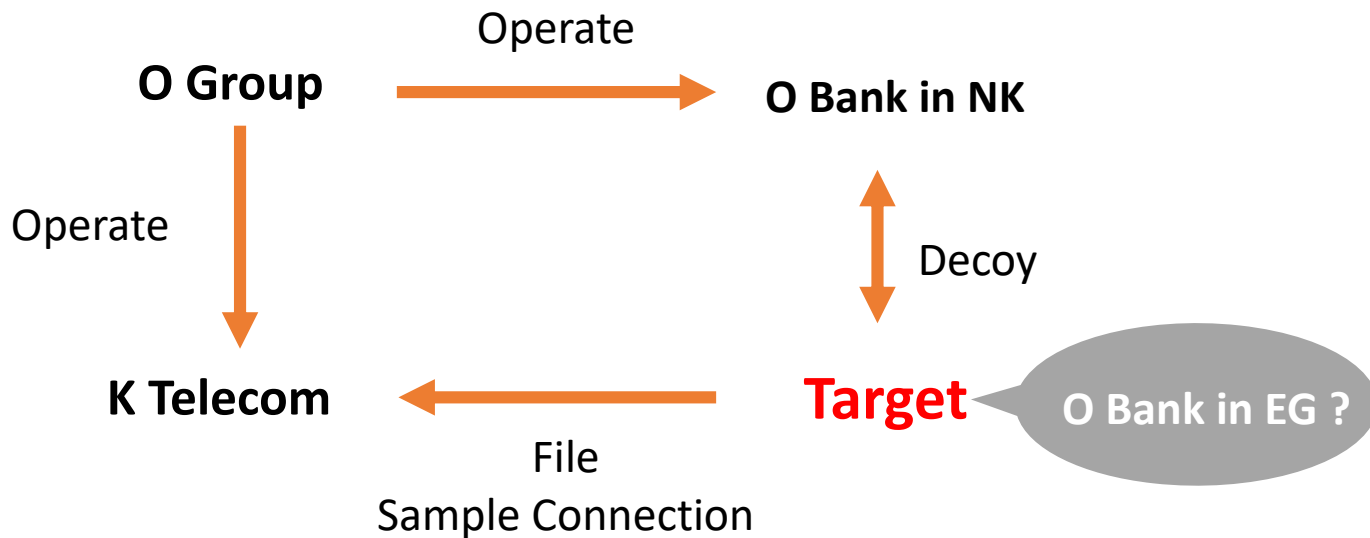 Operate
O Group
O Bank in NK
Operate
Decoy
K Telecom
Target
O Bank in EG ?
File
Sample Connection